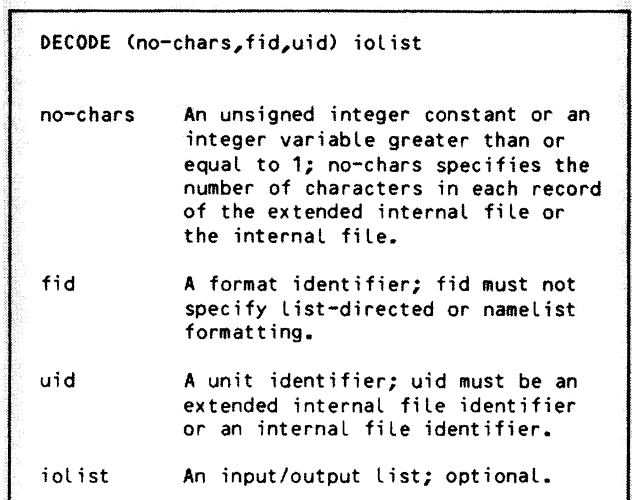 DECODE (no-chars,fid,uid) iolist
no-chars An unsigned integer constant or an
integer variable greater than or
equal to 1; no-chars specifies the
number of characters in each record
of the extended internal file or
the internal file.
fid A format identifier; fid must not
specify list-directed or namelist
formatting.
uid A unit identifier; uid must be an
extended internal file identifier
or an internal file identifier.
iolist An input/output list; optional.